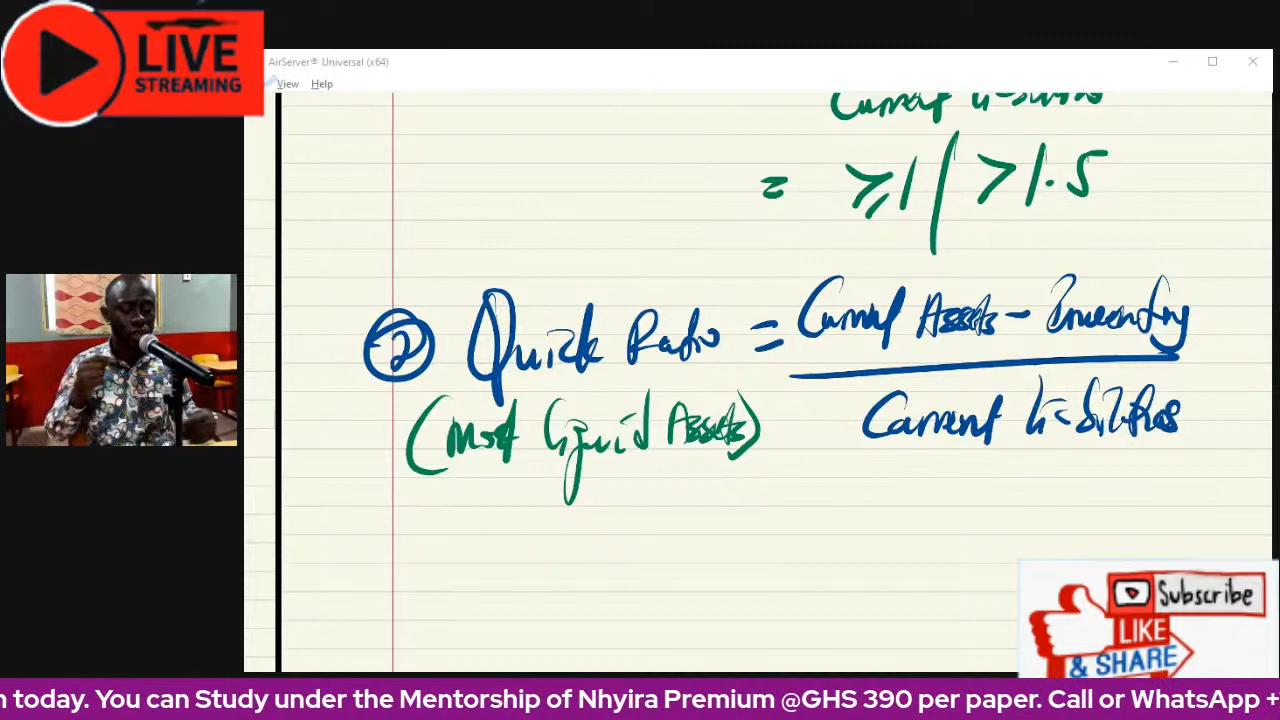 LIVE
STREAMING
AirServer® Universal (x64)
View Help
Current
= ⩾1 / >1.5
② Quick Ratio = Current Assets - Inventory
Current Liabilities
(Most Liquid Assets)
Subscribe
LIKE
& SHARE
n today. You can Study under the Mentorship of Nhyira Premium @GHS 390 per paper. Call or WhatsApp +